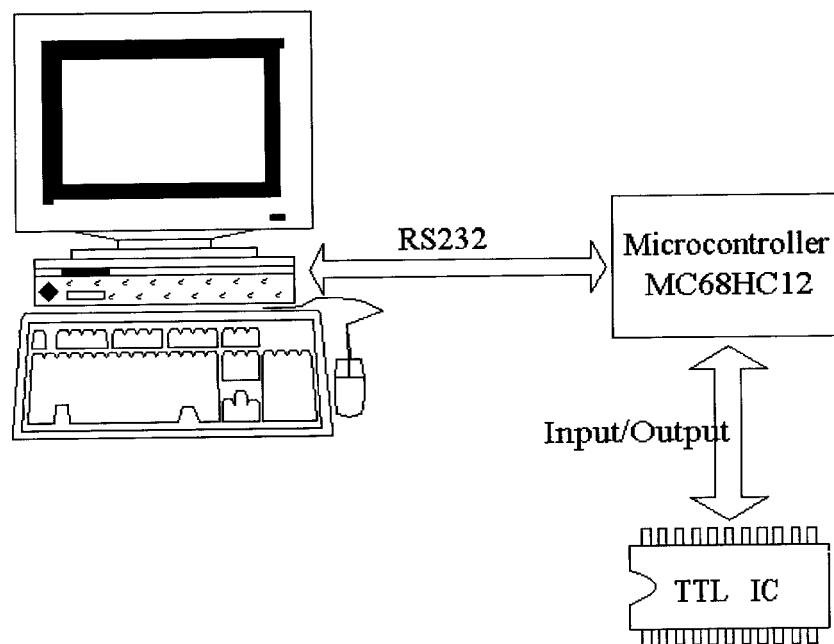 RS232
Microcontroller
MC68HC12
Input/Output
TTL IC